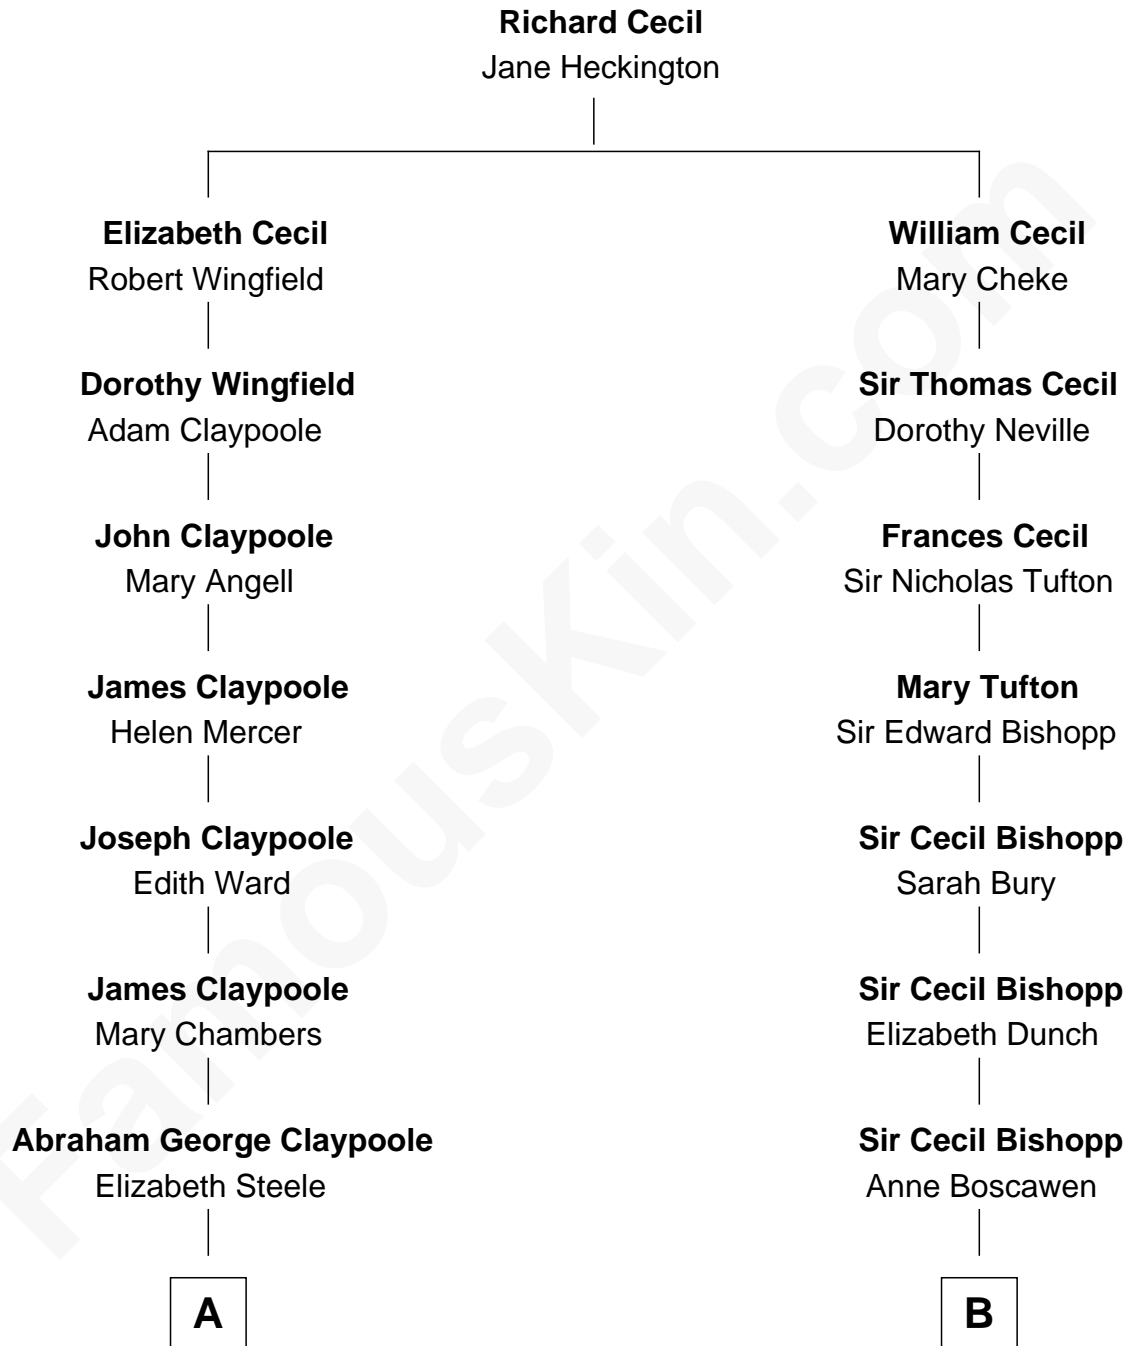 Richard Cecil
Jane Heckington
Elizabeth Cecil
Robert Wingfield
William Cecil
Mary Cheke
Dorothy Wingfield
Adam Claypoole
Sir Thomas Cecil
Dorothy Neville
John Claypoole
Mary Angell
Frances Cecil
Sir Nicholas Tufton
James Claypoole
Helen Mercer
Mary Tufton
Sir Edward Bishopp
Joseph Claypoole
Edith Ward
Sir Cecil Bishopp
Sarah Bury
James Claypoole
Mary Chambers
Sir Cecil Bishopp
Elizabeth Dunch
Abraham George Claypoole
Elizabeth Steele
Sir Cecil Bishopp
Anne Boscawen
A
B
FamousKin.com